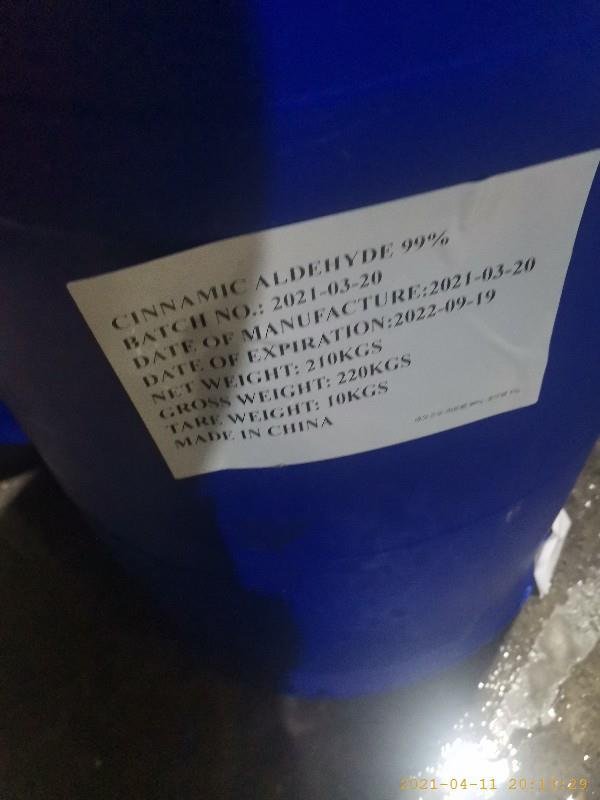 CINNAMIC ALDEHYDE 99%
BATCH NO.: 2021-03-20
DATE OF MANUFACTURE:2021-03-20
DATE OF EXPIRATION:2022-09-19
NET WEIGHT: 210KGS
GROSS WEIGHT: 220KGS
TARE WEIGHT: 10KGS
MADE IN CHINA
2021-04-11 20:13:29